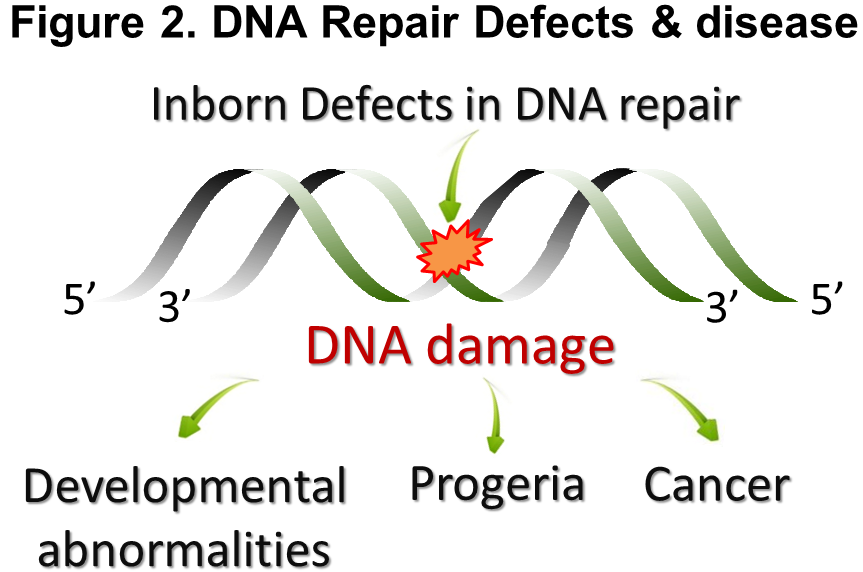 Figure 2. DNA Repair Defects & disease
Inborn Defects in DNA repair
5’ 3’ 3’ 5’
DNA damage
Developmental abnormalities
Progeria
Cancer